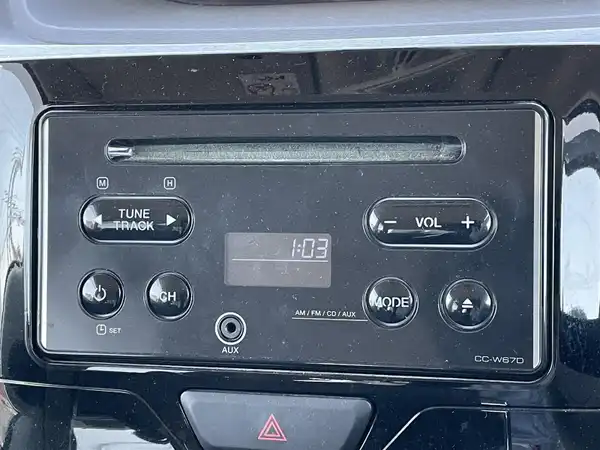 M H
TUNE
TRACK
− VOL +
1:03
CH
MODE
AM / FM / CD / AUX
SET
AUX
CC-W67D